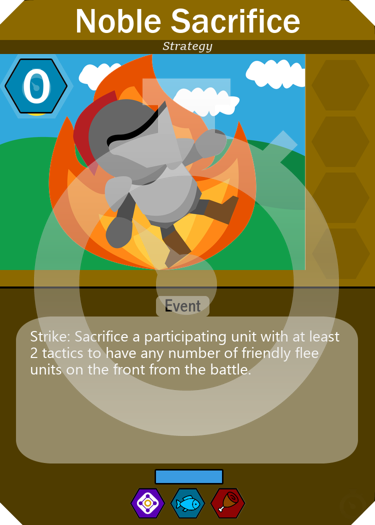 Noble Sacrifice
Strategy
0
Event
Strike: Sacrifice a participating unit with at least
2 tactics to have any number of friendly flee
units on the front from the battle.